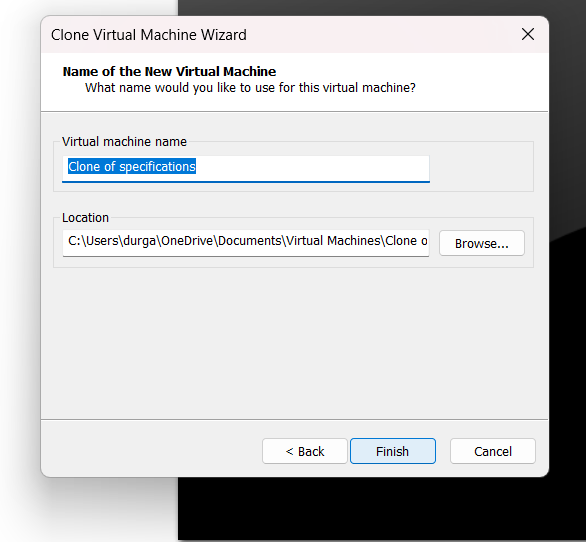 Clone Virtual Machine Wizard
Name of the New Virtual Machine
What name would you like to use for this virtual machine?
Virtual machine name
Clone of specifications
Location
C:\Users\durga\OneDrive\Documents\Virtual Machines\Clone o
Browse...
< Back
Finish
Cancel